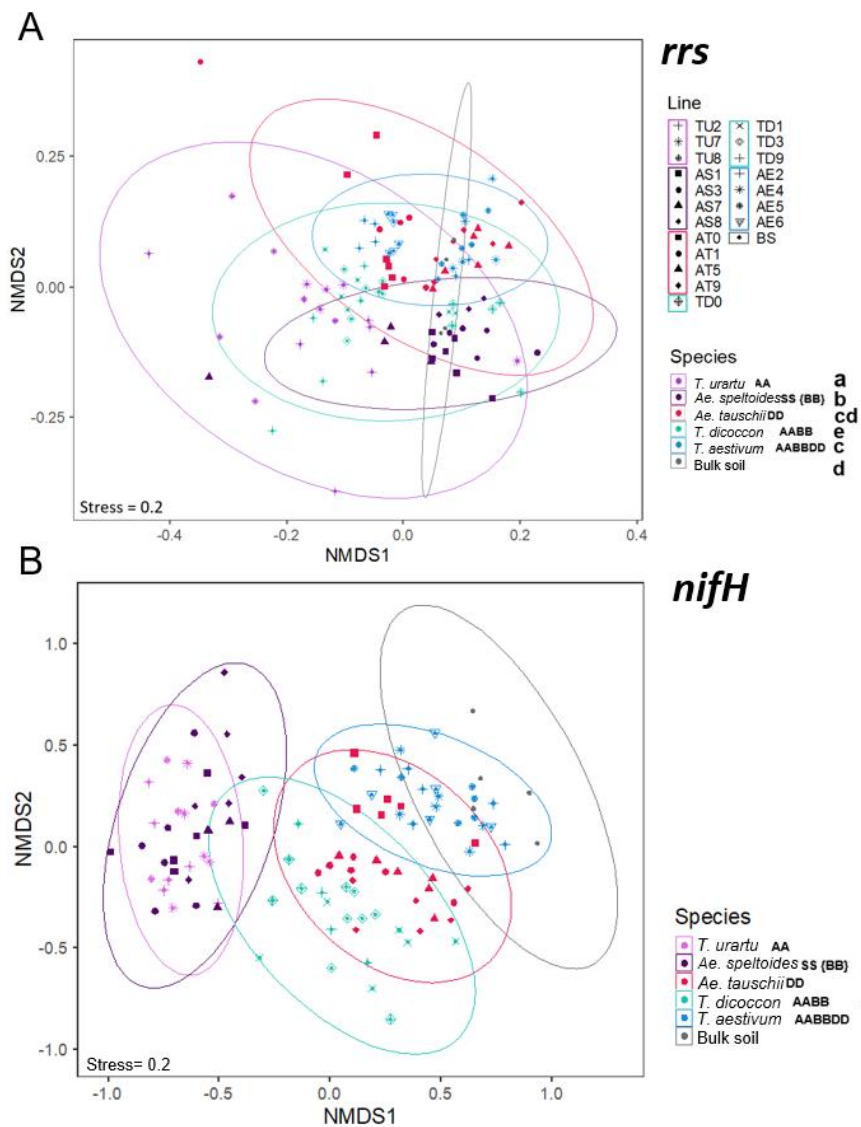 A
rrs
Line
TU2 TD1
TU7 TD3
TU8 TD9
AS1 AE2
AS3 AE4
AS7 AE5
AS8 AE6
AT0 BS
AT1
AT5
AT9
TD0
Species
T. urartu AA a
Ae. speltoides SS {BB} b
Ae. tauschii DD cd
T. dicoccon AABB e
T. aestivum AABBDD c
Bulk soil d
NMDS2
0.25
0.00
-0.25
Stress = 0.2
-0.4 -0.2 0.0 0.2 0.4
NMDS1
B
nifH
NMDS2
1.0
0.5
0.0
-0.5
-1.0
Stress= 0.2
-1.0 -0.5 0.0 0.5 1.0
NMDS1
Species
T. urartu AA
Ae. speltoides SS {BB}
Ae. tauschii DD
T. dicoccon AABB
T. aestivum AABBDD
Bulk soil